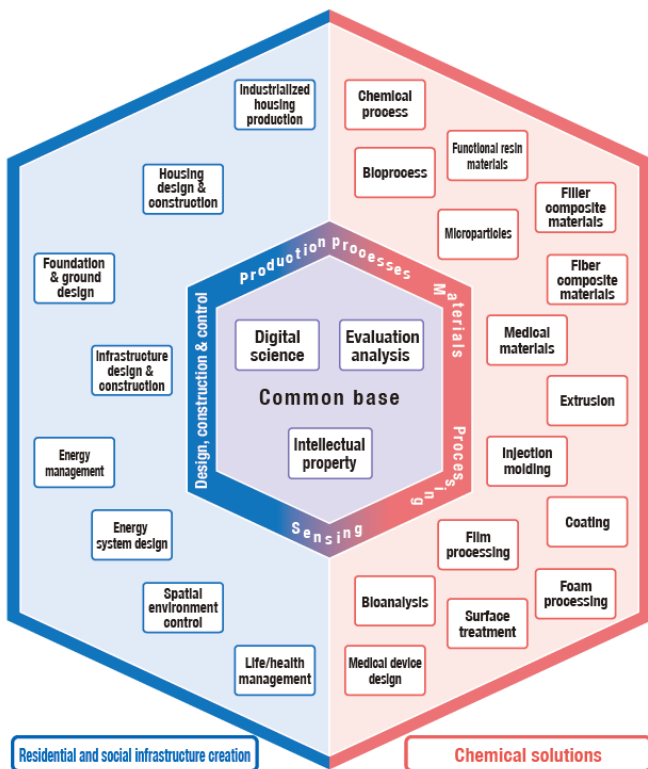 Industrialized
housing
production
Chemical
process
Functional resin
materials
Bioprocess
Housing
design &
construction
Filler
composite
materials
Microparticles
Production processes
Foundation
& ground
design
Fiber
composite
materials
Materials
Digital
science
Evaluation
analysis
Medical
materials
Infrastructure
design &
construction
Design, construction & control
Common base
Extrusion
Intellectual
property
Processing
Injection
molding
Energy
management
Coating
Energy
system design
Sensing
Film
processing
Foam
processing
Spatial
environment
control
Bioanalysis
Surface
treatment
Life/health
management
Medical device
design
Residential and social infrastructure creation
Chemical solutions